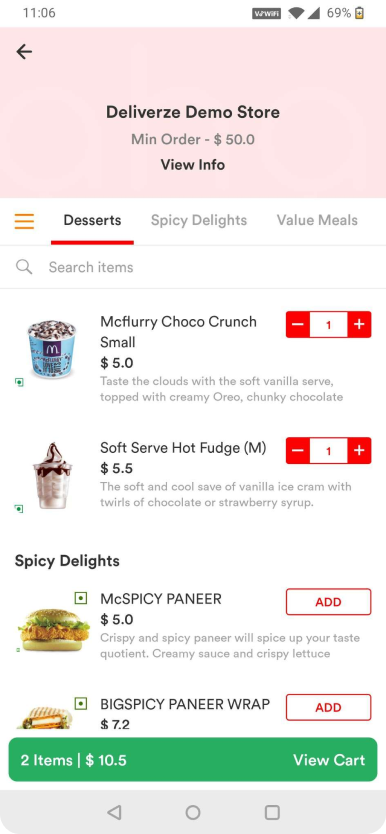 11:06
VoWIFI 69%
Deliverze Demo Store
Min Order - $ 50.0
View Info
Desserts Spicy Delights Value Meals
Search items
Mcflurry Choco Crunch
Small
$ 5.0
Taste the clouds with the soft vanilla serve,
topped with creamy Oreo, chunky chocolate
1
Soft Serve Hot Fudge (M)
$ 5.5
The soft and cool save of vanilla ice cram with
twirls of chocolate or strawberry syrup.
1
Spicy Delights
McSPICY PANEER
$ 5.0
Crispy and spicy paneer will spice up your taste
quotient. Creamy sauce and crispy lettuce
ADD
BIGSPICY PANEER WRAP
$ 7.2
ADD
2 Items | $ 10.5 View Cart